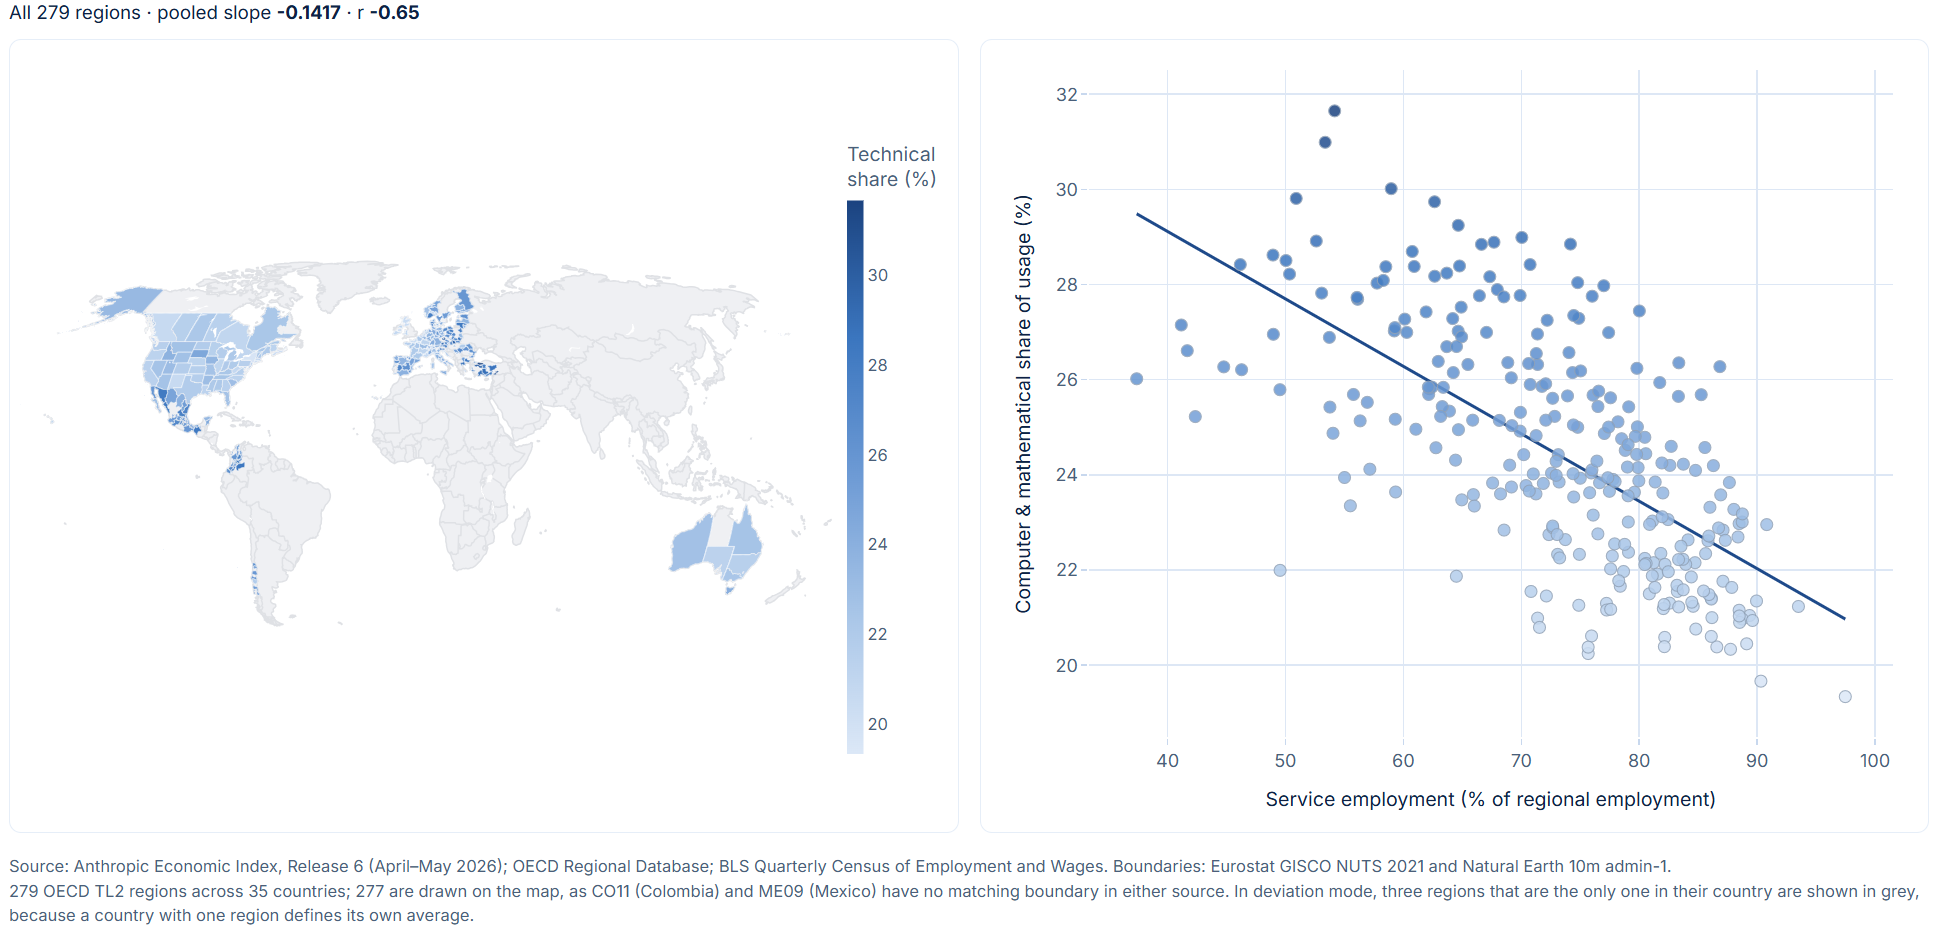 All 279 regions · pooled slope -0.1417 · r -0.65
Technical
share (%)
30
28
26
24
22
20
Computer & mathematical share of usage (%)
32
30
28
26
24
22
20
40 50 60 70 80 90 100
Service employment (% of regional employment)
Source: Anthropic Economic Index, Release 6 (April–May 2026); OECD Regional Database; BLS Quarterly Census of Employment and Wages. Boundaries: Eurostat GISCO NUTS 2021 and Natural Earth 10m admin-1.
279 OECD TL2 regions across 35 countries; 277 are drawn on the map, as CO11 (Colombia) and ME09 (Mexico) have no matching boundary in either source. In deviation mode, three regions that are the only one in their country are shown in grey,
because a country with one region defines its own average.